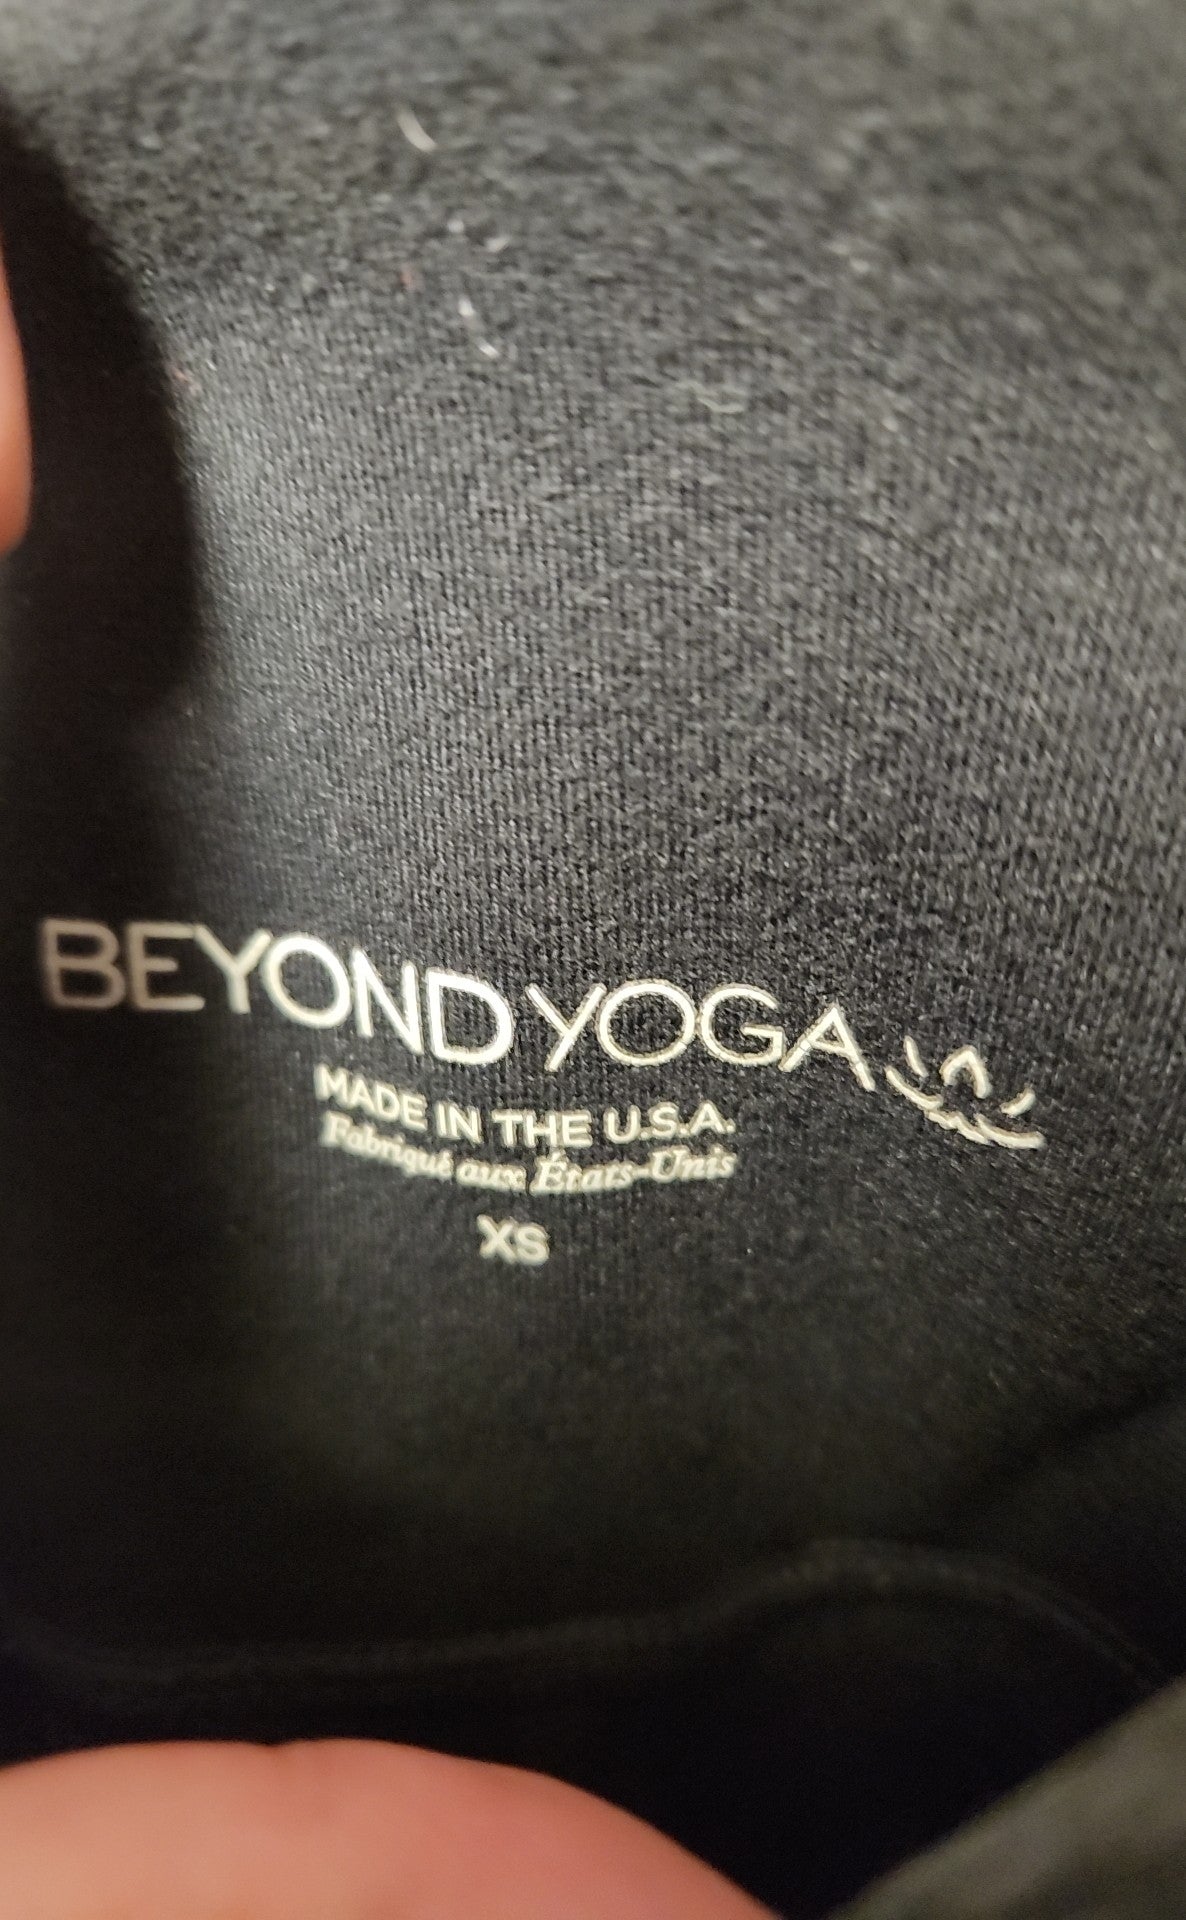 BEYOND YOGA
MADE IN THE U.S.A.
Fabriqué aux États-Unis
XS